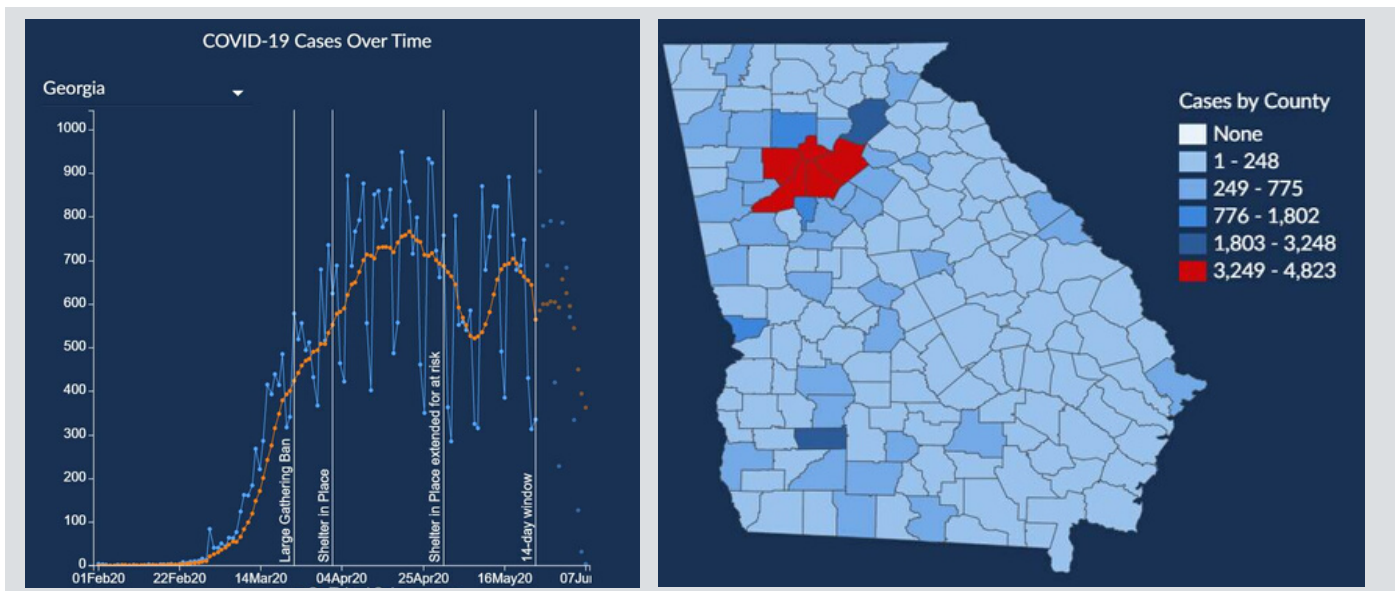 COVID-19 Cases Over Time
Georgia
1000
900
800
700
600
500
400
300
200
100
0
01Feb20 22Feb20 14Mar20 04Apr20 25Apr20 16May20
Large Gathering Ban
Shelter in Place
Shelter in Place extended for at risk
14-day window
Cases by County
None
1 - 248
249 - 775
776 - 1,802
1,803 - 3,248
3,249 - 4,823